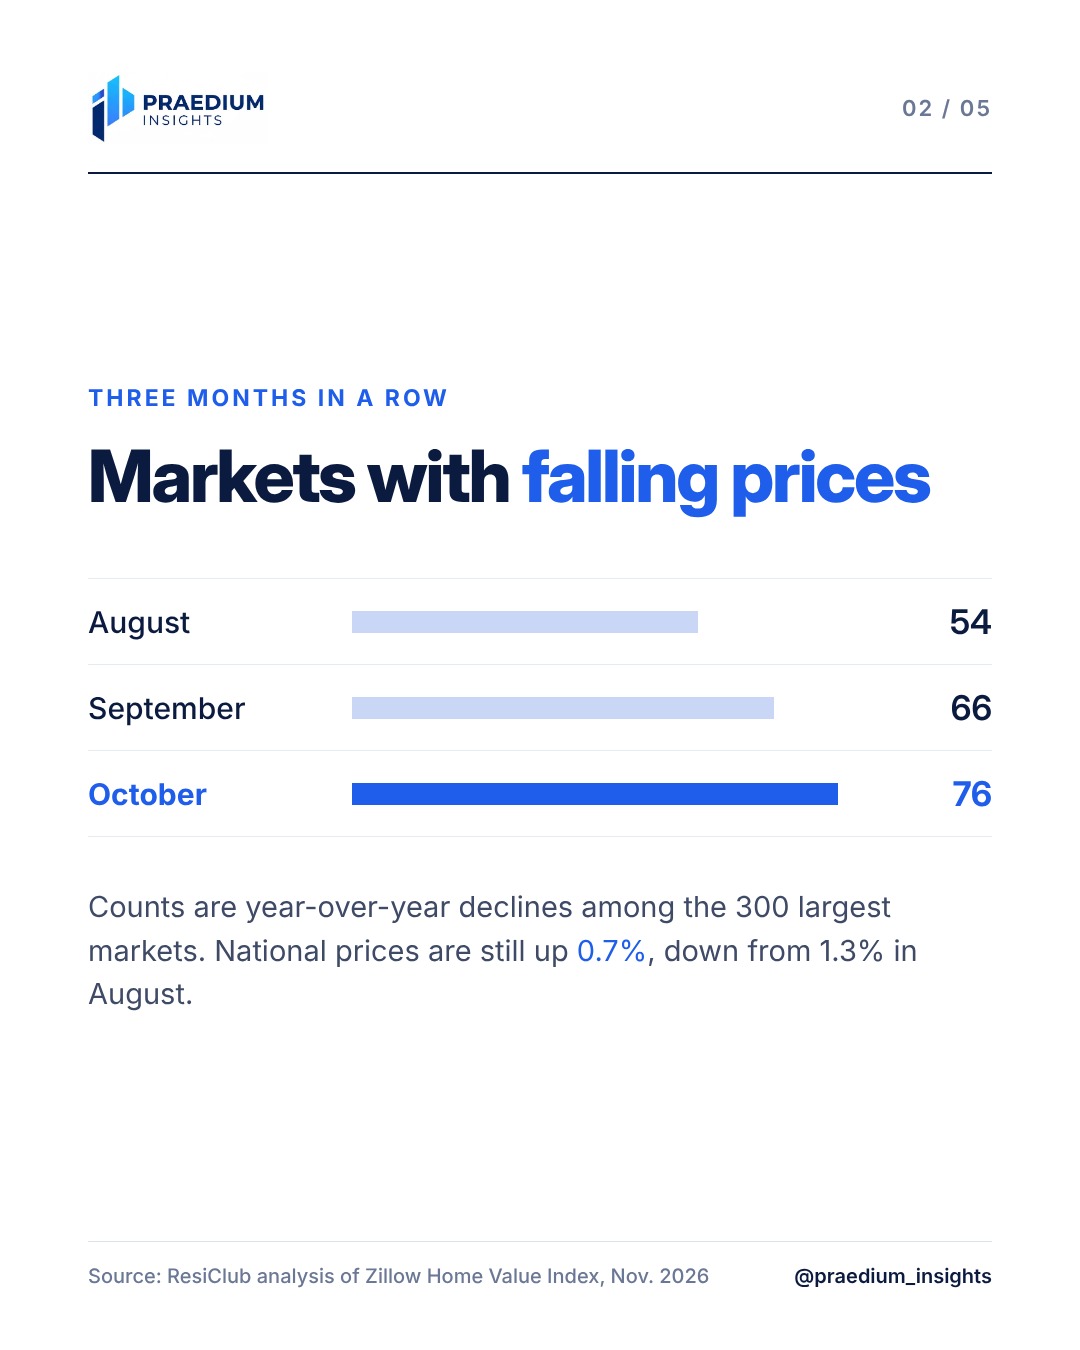 PRAEDIUM
INSIGHTS
02 / 05
THREE MONTHS IN A ROW
Markets with falling prices
August 54
September 66
October 76
Counts are year-over-year declines among the 300 largest
markets. National prices are still up 0.7%, down from 1.3% in
August.
Source: ResiClub analysis of Zillow Home Value Index, Nov. 2026
@praedium_insights